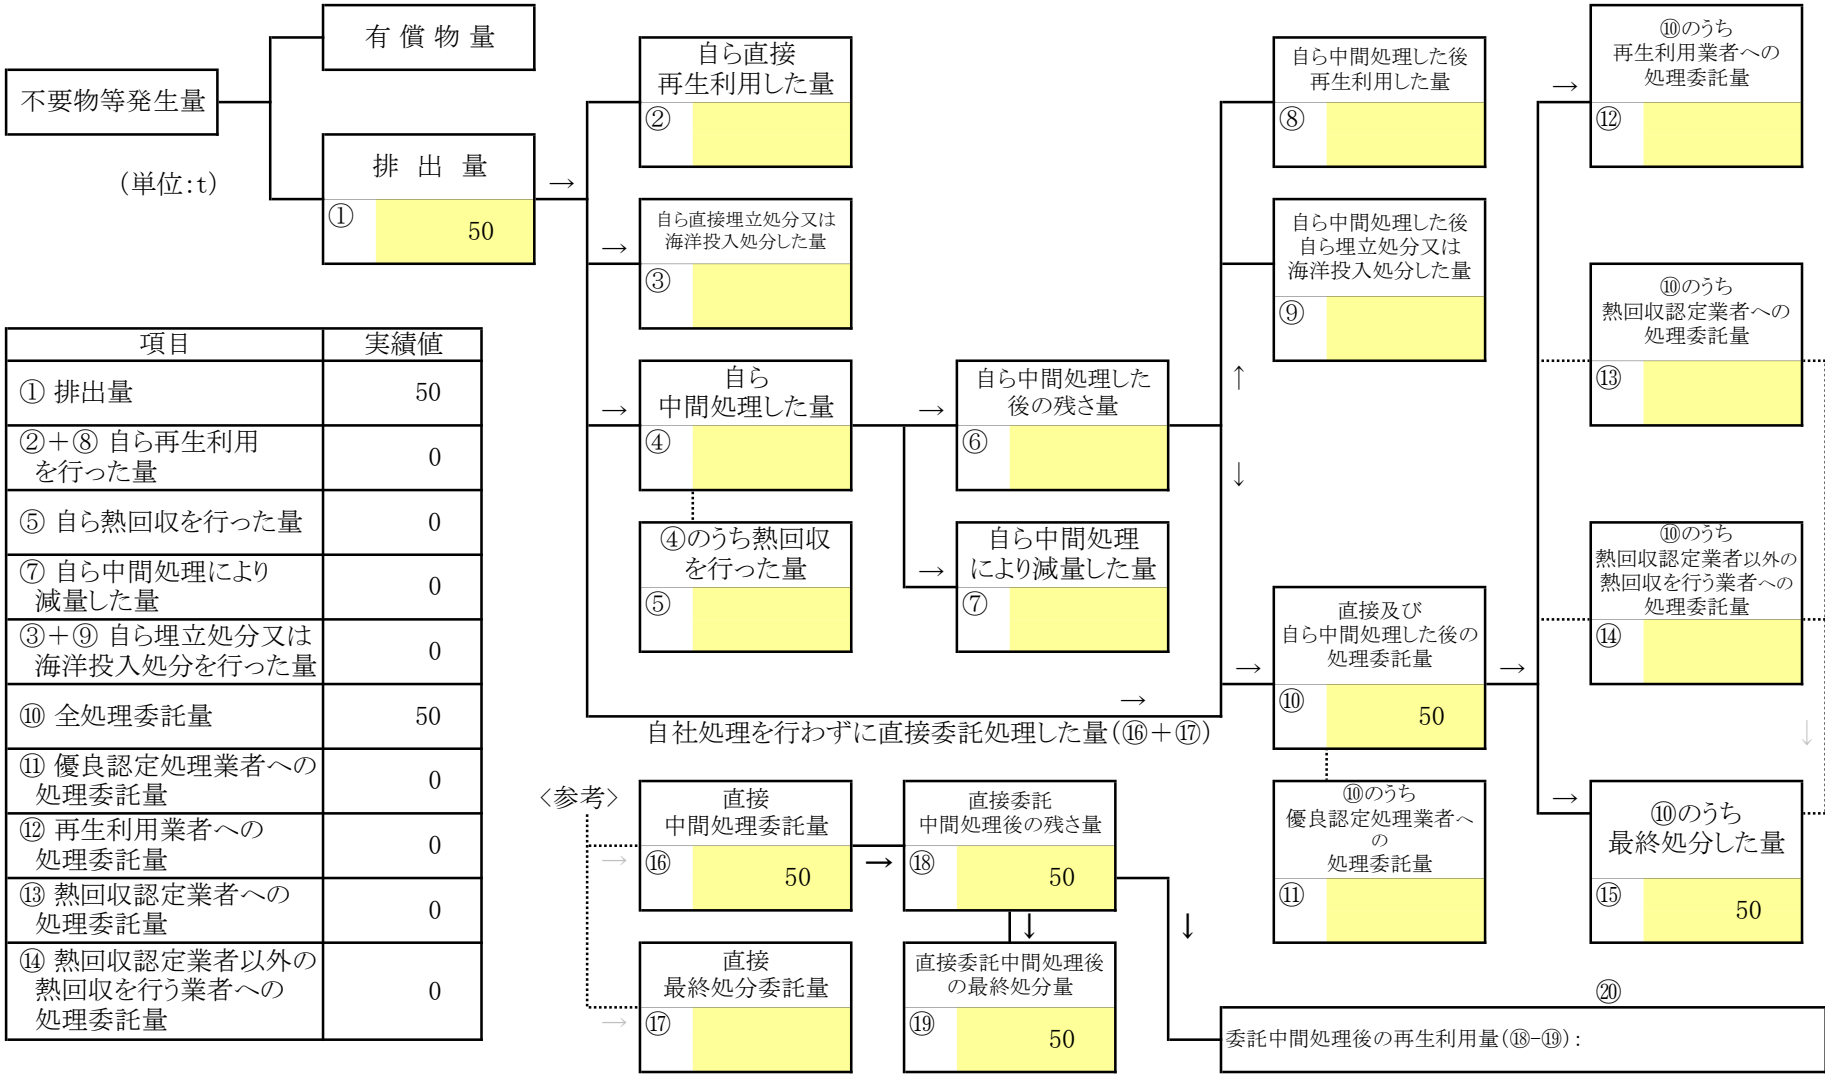 有 償 物 量
不要物等発生量
(単位:t)
排 出 量
→
①
50
自ら直接
再生利用した量
②
→
自ら直接埋立処分又は
海洋投入処分した量
③
→
自ら
中間処理した量
④
④のうち熱回収
を行った量
⑤
→
自ら中間処理した
後の残さ量
⑥
→
自ら中間処理
により減量した量
⑦
自ら中間処理した後
再生利用した量
⑧
自ら中間処理した後
自ら埋立処分又は
海洋投入処分した量
⑨
↑
↓
→
直接及び
自ら中間処理した後の
処理委託量
⑩
50
→
→
自社処理を行わずに直接委託処理した量(⑯+⑰)
⑩のうち
優良認定処理業者へ
の
処理委託量
⑪
→
⑩のうち
再生利用業者への
処理委託量
⑫
⑩のうち
熱回収認定業者への
処理委託量
⑬
⑩のうち
熱回収認定業者以外の
熱回収を行う業者への
処理委託量
⑭
↓
→
⑩のうち
最終処分した量
⑮
50
項目 実績値
① 排出量 50
②+⑧ 自ら再生利用
を行った量 0
⑤ 自ら熱回収を行った量 0
⑦ 自ら中間処理により
減量した量 0
③+⑨ 自ら埋立処分又は
海洋投入処分を行った量 0
⑩ 全処理委託量 50
⑪ 優良認定処理業者への
処理委託量 0
⑫ 再生利用業者への
処理委託量 0
⑬ 熱回収認定業者への
処理委託量 0
⑭ 熱回収認定業者以外の
熱回収を行う業者への
処理委託量 0
<参考>
→
直接
中間処理委託量
⑯
50
→
直接委託
中間処理後の残さ量
⑱
50
↓
↓
→
直接
最終処分委託量
⑰
直接委託中間処理後
の最終処分量
⑲
50
⑳
委託中間処理後の再生利用量(⑱-⑲):